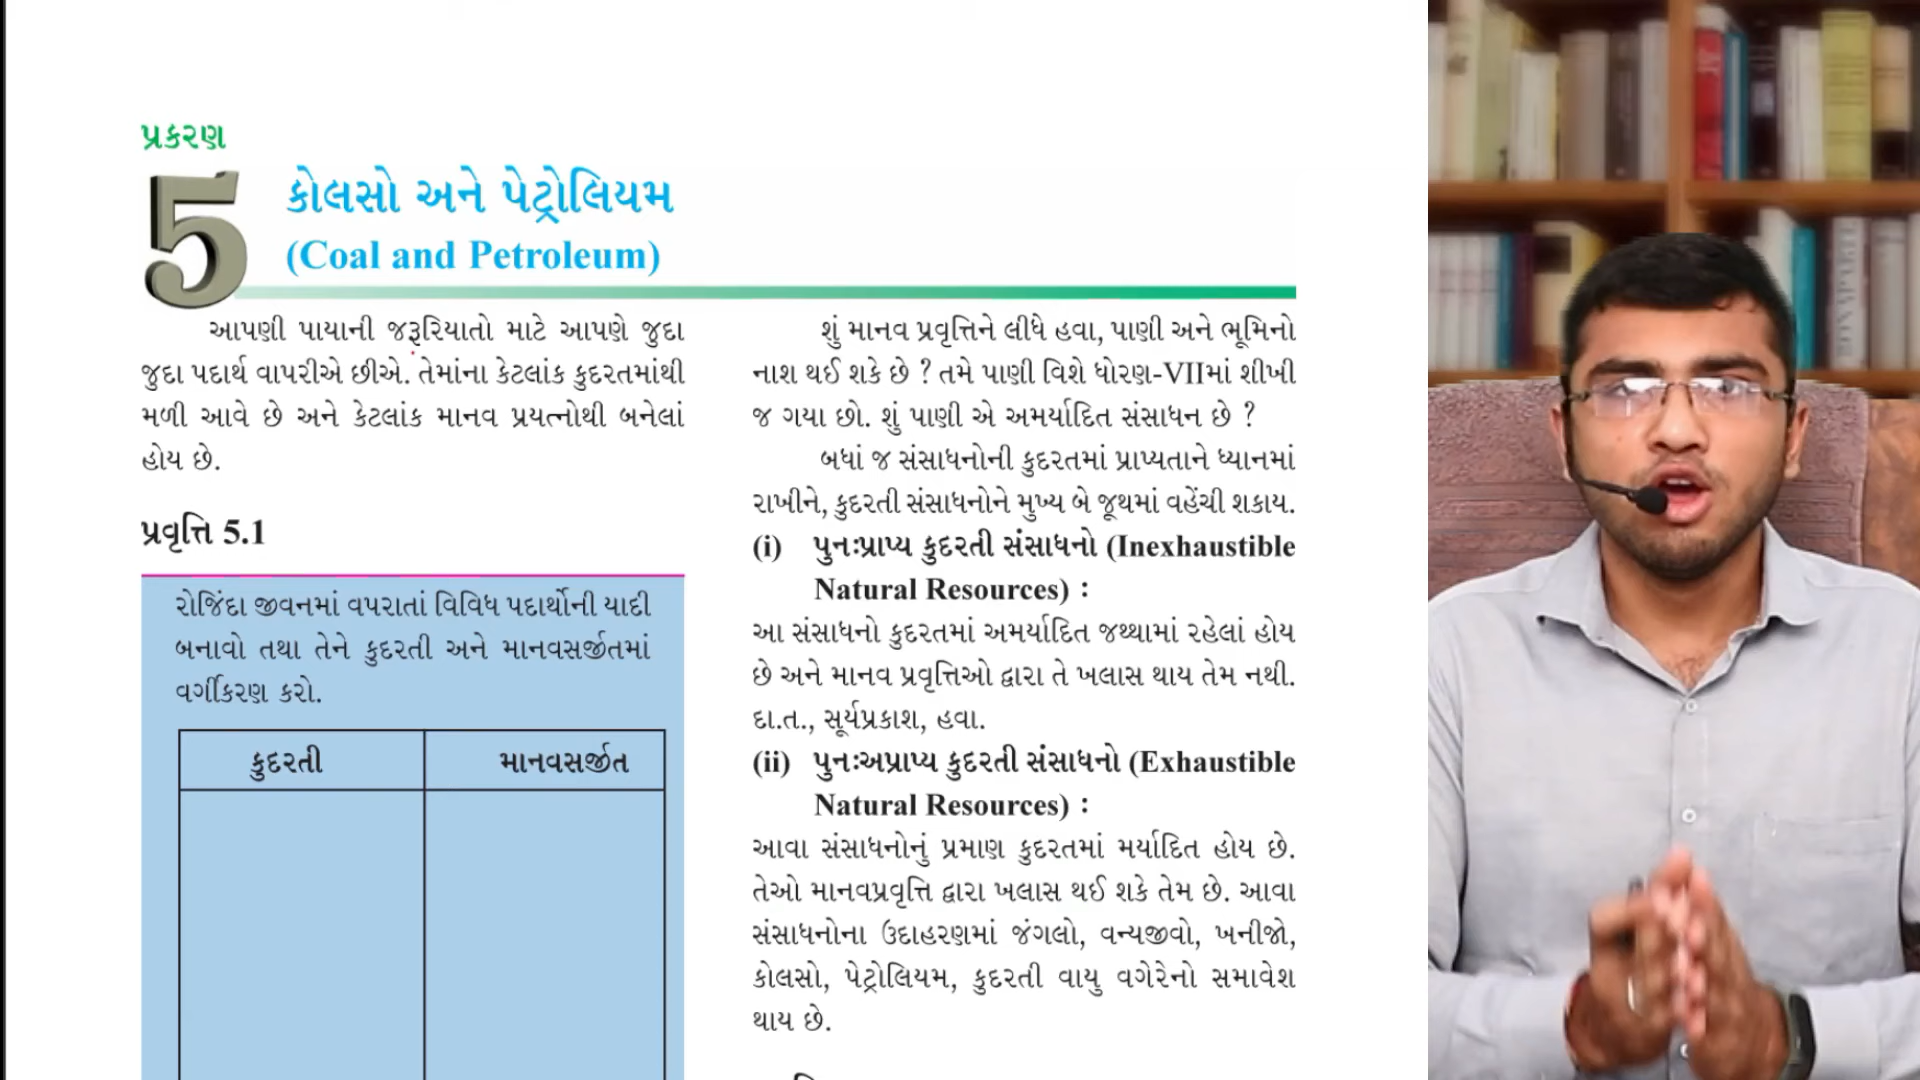 પ્રકરણ
5
કોલસો અને પેટ્રોલિયમ
(Coal and Petroleum)
આપણી પાયાની જરૂરિયાતો માટે આપણે જુદા
જુદા પદાર્થ વાપરીએ છીએ. તેમાંના કેટલાંક કુદરતમાંથી
મળી આવે છે અને કેટલાંક માનવ પ્રયત્નોથી બનેલાં
હોય છે.
પ્રવૃત્તિ 5.1
રોજિંદા જીવનમાં વપરાતાં વિવિધ પદાર્થોની યાદી
બનાવો તથા તેને કુદરતી અને માનવસર્જીતમાં
વર્ગીકરણ કરો.
કુદરતી
માનવસર્જીત
શું માનવ પ્રવૃત્તિને લીધે હવા, પાણી અને ભૂમિનો
નાશ થઈ શકે છે ? તમે પાણી વિશે ધોરણ-VIIમાં શીખી
જ ગયા છો. શું પાણી એ અમર્યાદિત સંસાધન છે ?
બધાં જ સંસાધનોની કુદરતમાં પ્રાપ્યતાને ધ્યાનમાં
રાખીને, કુદરતી સંસાધનોને મુખ્ય બે જૂથમાં વહેંચી શકાય.
(i) પુનઃપ્રાપ્ય કુદરતી સંસાધનો (Inexhaustible
Natural Resources) :
આ સંસાધનો કુદરતમાં અમર્યાદિત જથ્થામાં રહેલાં હોય
છે અને માનવ પ્રવૃત્તિઓ દ્વારા તે ખલાસ થાય તેમ નથી.
દા.ત., સૂર્યપ્રકાશ, હવા.
(ii) પુનઃઅપ્રાપ્ય કુદરતી સંસાધનો (Exhaustible
Natural Resources) :
આવા સંસાધનોનું પ્રમાણ કુદરતમાં મર્યાદિત હોય છે.
તેઓ માનવપ્રવૃત્તિ દ્વારા ખલાસ થઈ શકે તેમ છે. આવા
સંસાધનોના ઉદાહરણમાં જંગલો, વન્યજીવો, ખનીજો,
કોલસો, પેટ્રોલિયમ, કુદરતી વાયુ વગેરેનો સમાવેશ
થાય છે.